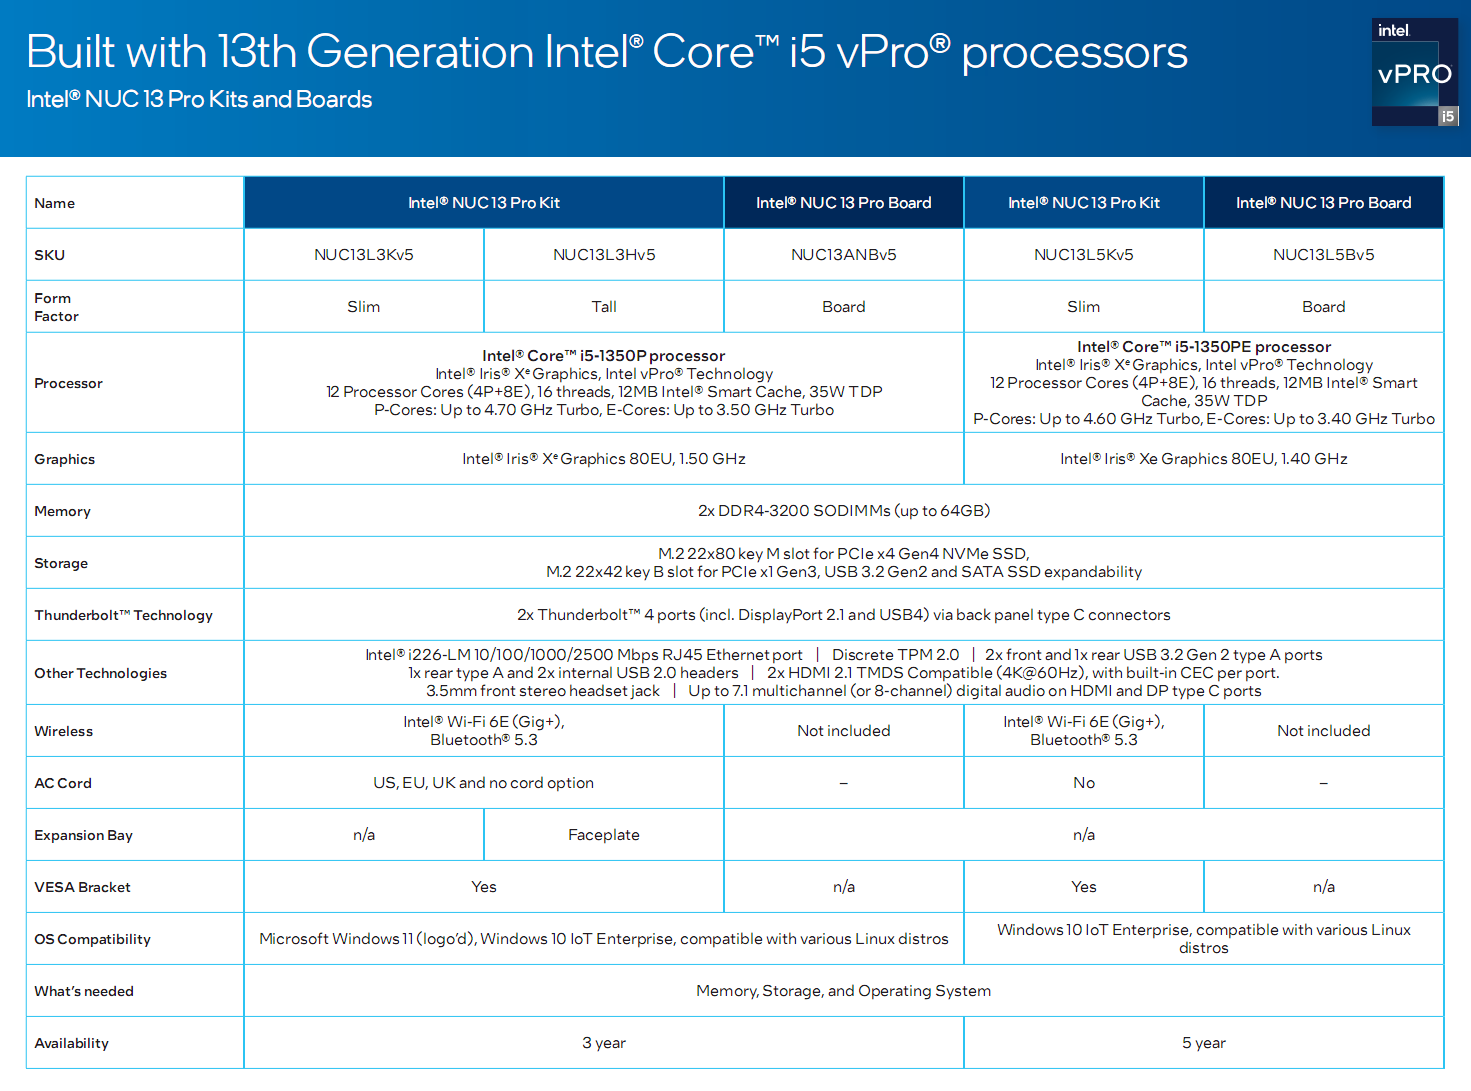 Built with 13th Generation Intel® Core™ i5 vPro® processors
Intel® NUC 13 Pro Kits and Boards
intel.
vPRO
i5
Name
Intel® NUC 13 Pro Kit
Intel® NUC 13 Pro Board
Intel® NUC 13 Pro Kit
Intel® NUC 13 Pro Board
SKU
NUC13L3Kv5
NUC13L3Hv5
NUC13ANBv5
NUC13L5Kv5
NUC13L5Bv5
Form
Factor
Slim
Tall
Board
Slim
Board
Processor
Intel® Core™ i5-1350P processor
Intel® Iris® Xᵉ Graphics, Intel vPro® Technology
12 Processor Cores (4P+8E), 16 threads, 12MB Intel® Smart Cache, 35W TDP
P-Cores: Up to 4.70 GHz Turbo, E-Cores: Up to 3.50 GHz Turbo
Intel® Core™ i5-1350PE processor
Intel® Iris® Xᵉ Graphics, Intel vPro® Technology
12 Processor Cores (4P+8E), 16 threads, 12MB Intel® Smart
Cache, 35W TDP
P-Cores: Up to 4.60 GHz Turbo, E-Cores: Up to 3.40 GHz Turbo
Graphics
Intel® Iris® Xᵉ Graphics 80EU, 1.50 GHz
Intel® Iris® Xe Graphics 80EU, 1.40 GHz
Memory
2x DDR4-3200 SODIMMs (up to 64GB)
Storage
M.2 22x80 key M slot for PCIe x4 Gen4 NVMe SSD,
M.2 22x42 key B slot for PCIe x1 Gen3, USB 3.2 Gen2 and SATA SSD expandability
Thunderbolt™ Technology
2x Thunderbolt™ 4 ports (incl. DisplayPort 2.1 and USB4) via back panel type C connectors
Other Technologies
Intel® i226-LM 10/100/1000/2500 Mbps RJ45 Ethernet port | Discrete TPM 2.0 | 2x front and 1x rear USB 3.2 Gen 2 type A ports
1x rear type A and 2x internal USB 2.0 headers | 2x HDMI 2.1 TMDS Compatible (4K@60Hz), with built-in CEC per port.
3.5mm front stereo headset jack | Up to 7.1 multichannel (or 8-channel) digital audio on HDMI and DP type C ports
Wireless
Intel® Wi-Fi 6E (Gig+),
Bluetooth® 5.3
Not included
Intel® Wi-Fi 6E (Gig+),
Bluetooth® 5.3
Not included
AC Cord
US, EU, UK and no cord option
–
No
–
Expansion Bay
n/a
Faceplate
n/a
VESA Bracket
Yes
n/a
Yes
n/a
OS Compatibility
Microsoft Windows 11 (logo'd), Windows 10 IoT Enterprise, compatible with various Linux distros
Windows 10 IoT Enterprise, compatible with various Linux
distros
What's needed
Memory, Storage, and Operating System
Availability
3 year
5 year